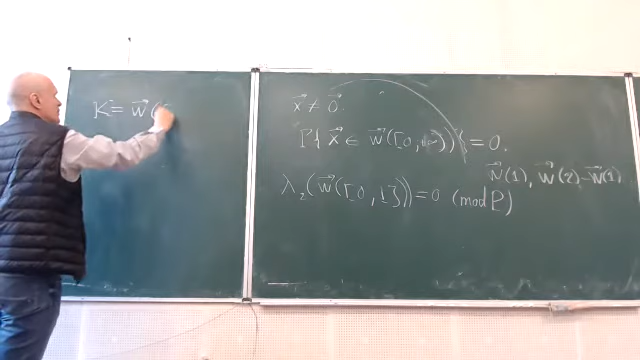 K = w⃗ (
x⃗ ≠ 0⃗.
P{ x⃗ ∈ w⃗([0, ∞)) } = 0.
w⃗(1), w⃗(2) - w⃗(1)
λ₂(w⃗([0, 1])) = 0 (mod P)